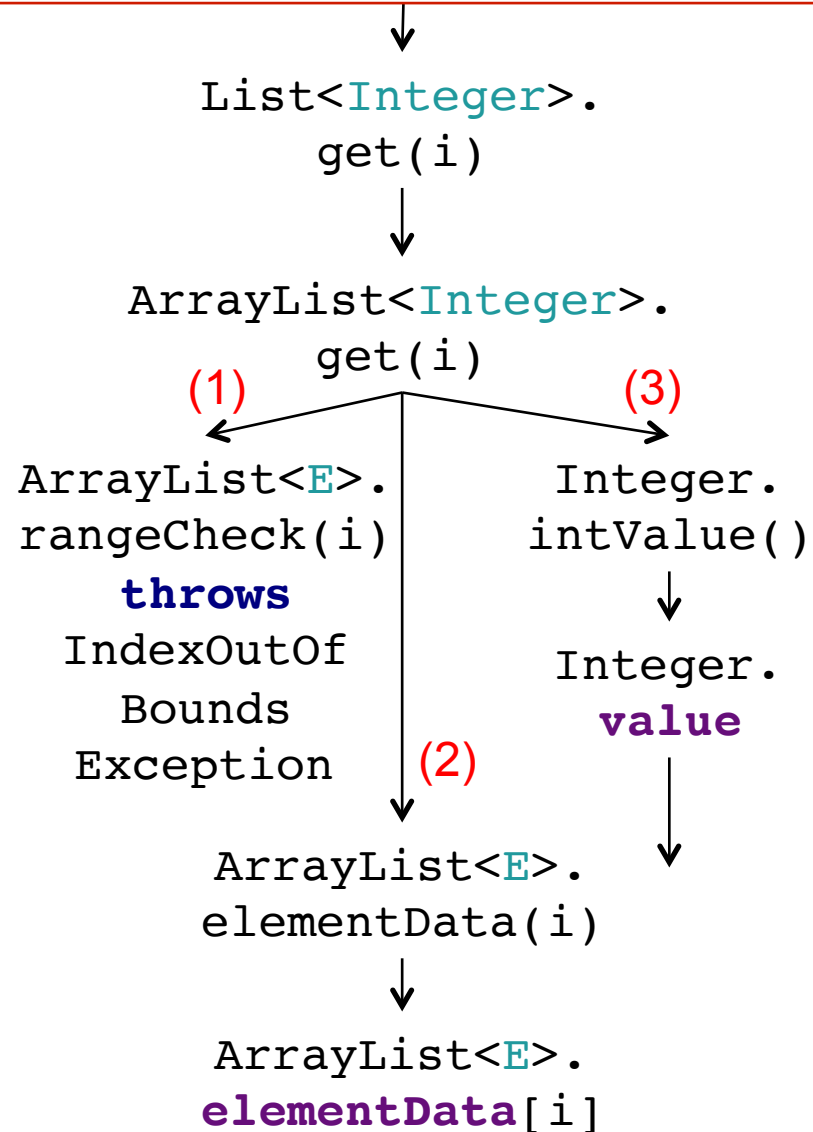 List<Integer>.
get(i)
ArrayList<Integer>.
get(i)
(1)
(3)
ArrayList<E>.
rangeCheck(i)
throws
IndexOutOf
Bounds
Exception
Integer.
intValue()
Integer.
value
(2)
ArrayList<E>.
elementData(i)
ArrayList<E>.
elementData[i]